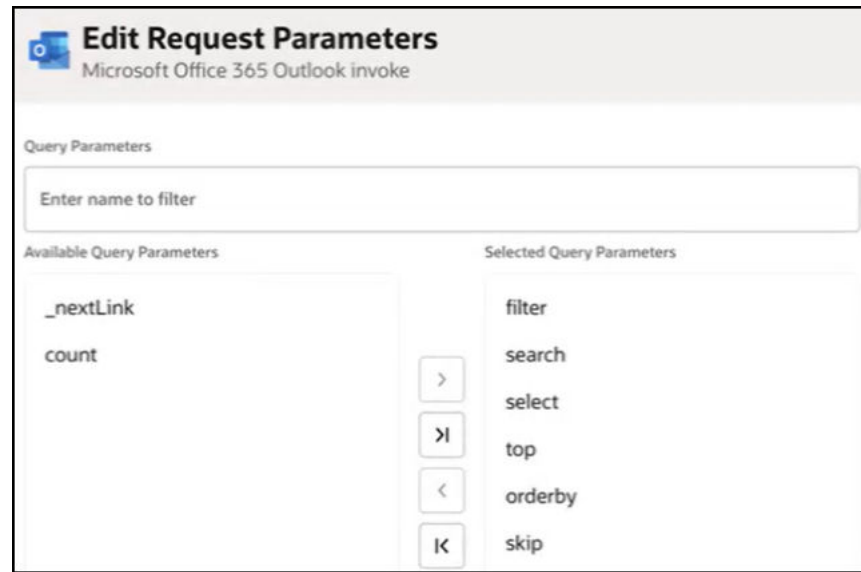 Edit Request Parameters
Microsoft Office 365 Outlook invoke
Query Parameters
Enter name to filter
Available Query Parameters
_nextLink
count
Selected Query Parameters
filter
search
select
top
orderby
skip